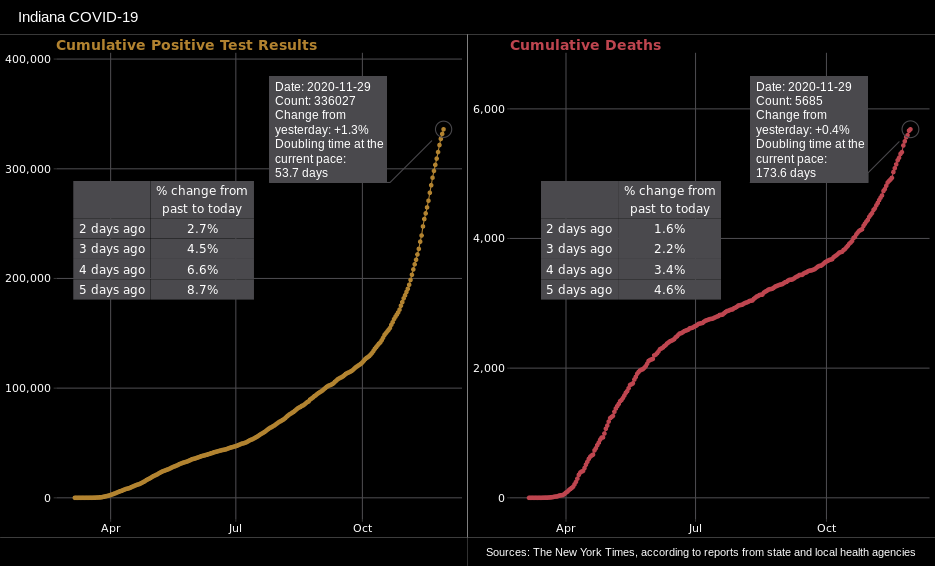 Indiana COVID-19
Cumulative Positive Test Results
400,000
300,000
200,000
100,000
0
Apr
Jul
Oct
Date: 2020-11-29
Count: 336027
Change from
yesterday: +1.3%
Doubling time at the
current pace:
53.7 days
% change from
past to today
2 days ago 2.7%
3 days ago 4.5%
4 days ago 6.6%
5 days ago 8.7%
Cumulative Deaths
6,000
4,000
2,000
0
Apr
Jul
Oct
Date: 2020-11-29
Count: 5685
Change from
yesterday: +0.4%
Doubling time at the
current pace:
173.6 days
% change from
past to today
2 days ago 1.6%
3 days ago 2.2%
4 days ago 3.4%
5 days ago 4.6%
Sources: The New York Times, according to reports from state and local health agencies